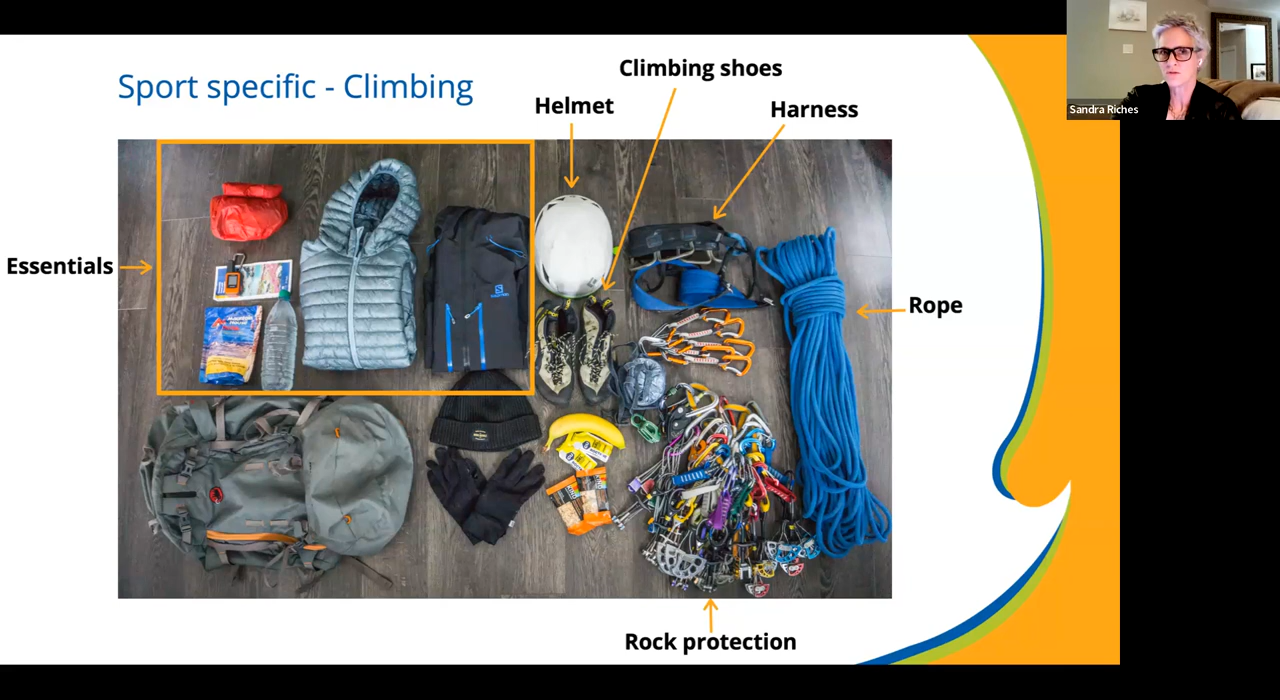 Sport specific - Climbing
Climbing shoes
Helmet
Harness
Essentials
Rope
Rock protection
Sandra Riches